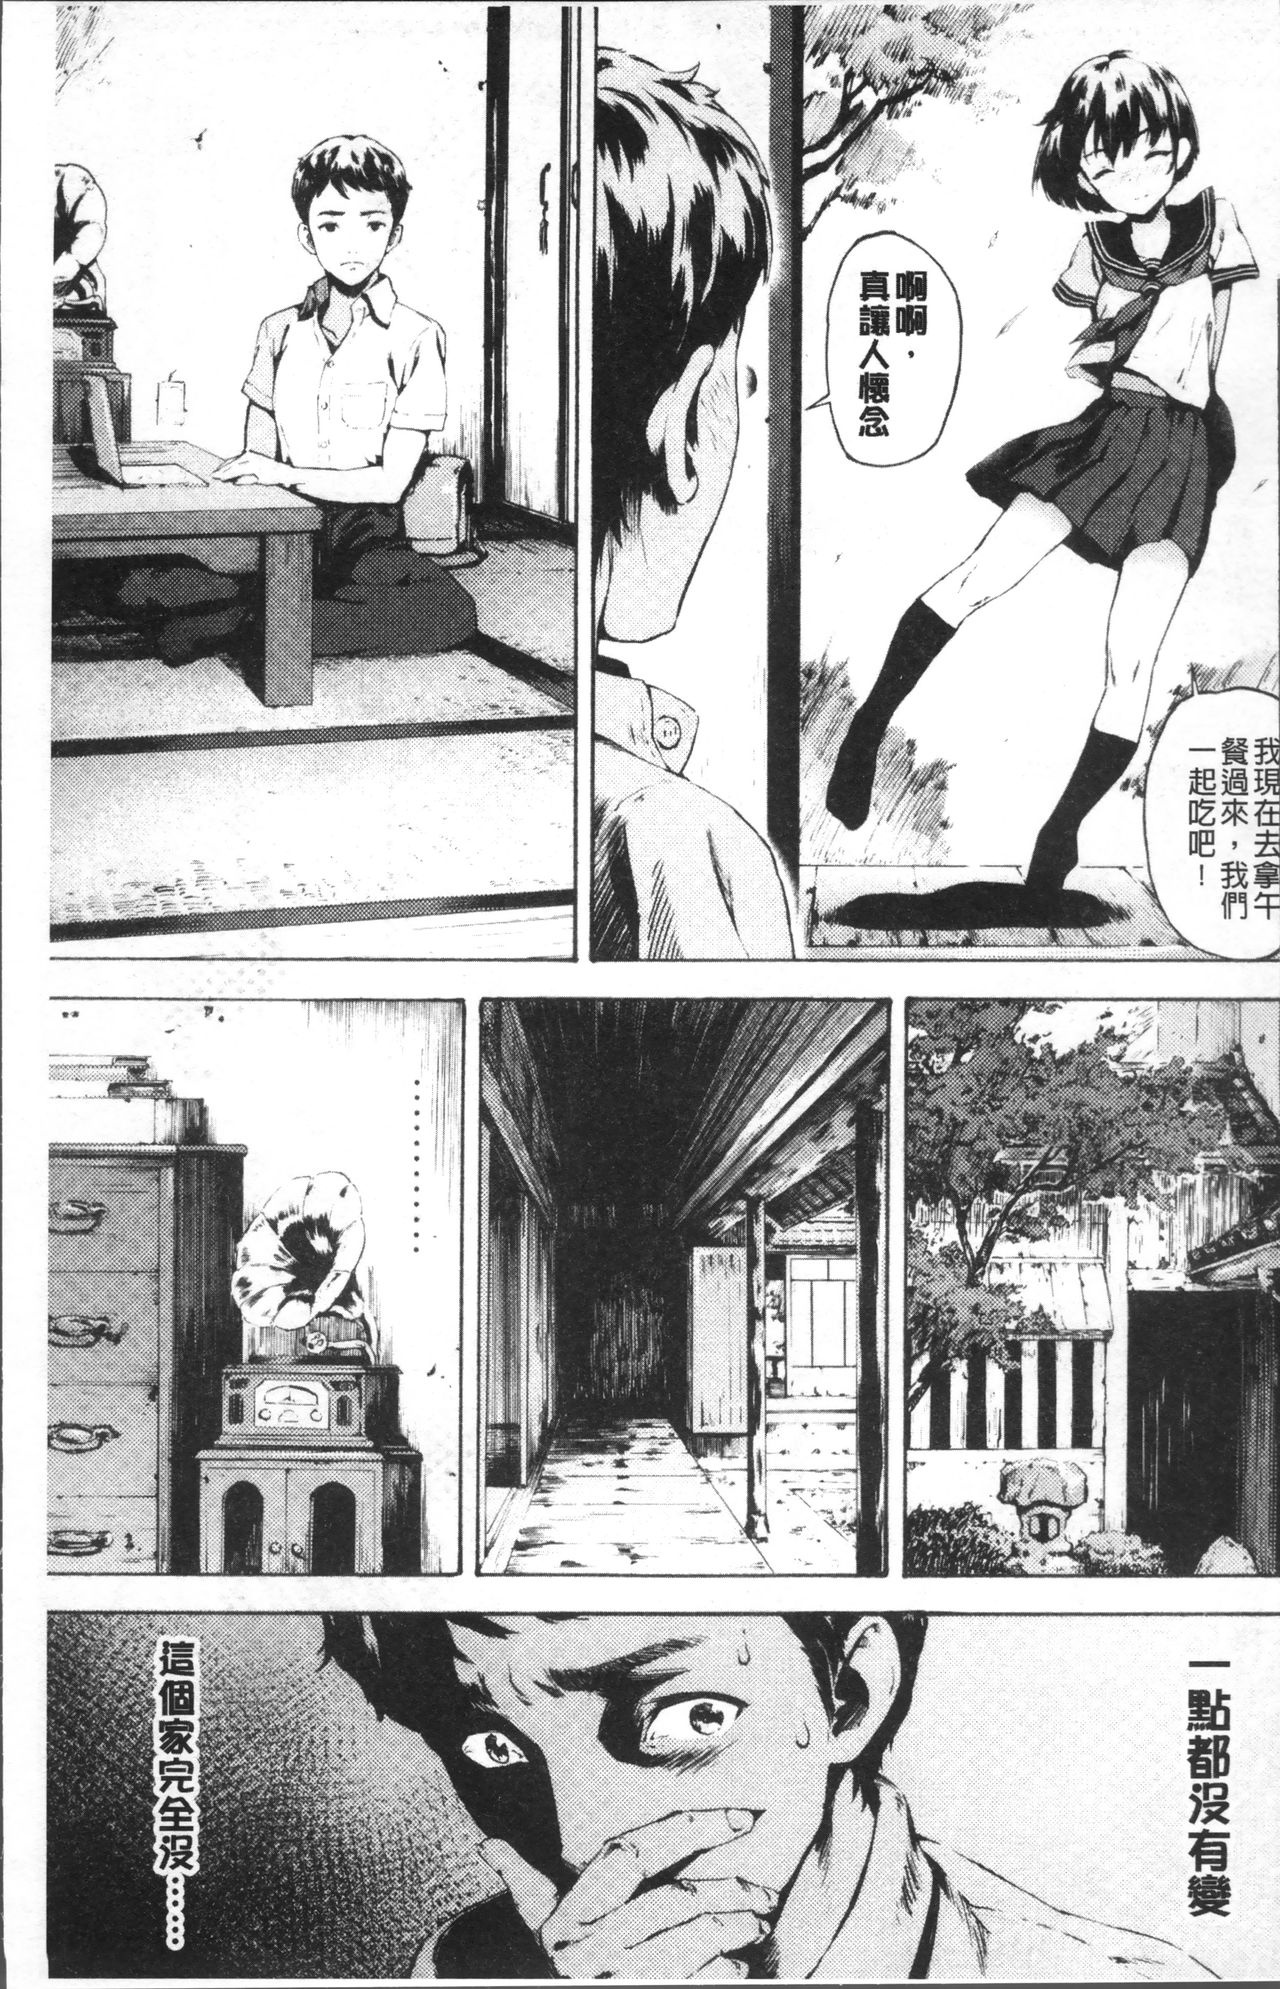 啊啊，
真讓人懷念
我現在去拿午
餐過來，我們
一起吃吧！
…………
一點都沒有變
這個家完全沒……